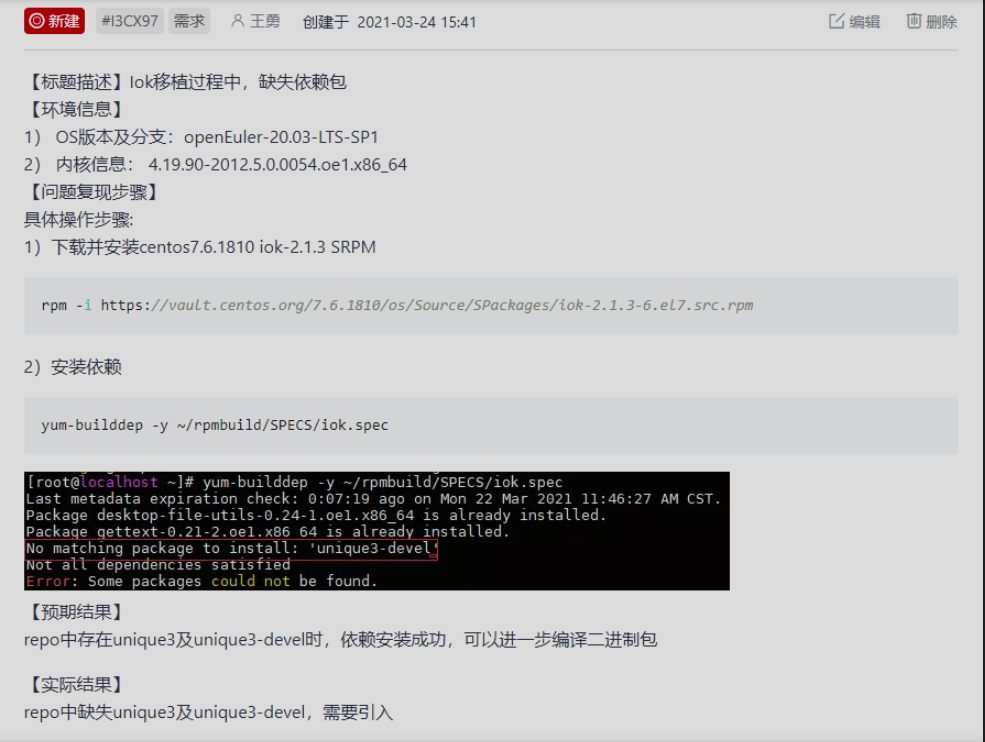 新建 #I3CX97 需求 王勇 创建于 2021-03-24 15:41 编辑 删除
【标题描述】Iok移植过程中，缺失依赖包
【环境信息】
1） OS版本及分支：openEuler-20.03-LTS-SP1
2） 内核信息： 4.19.90-2012.5.0.0054.oe1.x86_64
【问题复现步骤】
具体操作步骤:
1）下载并安装centos7.6.1810 iok-2.1.3 SRPM
rpm -i https://vault.centos.org/7.6.1810/os/Source/SPackages/iok-2.1.3-6.el7.src.rpm
2）安装依赖
yum-builddep -y ~/rpmbuild/SPECS/iok.spec
[root@localhost ~]# yum-builddep -y ~/rpmbuild/SPECS/iok.spec
Last metadata expiration check: 0:07:19 ago on Mon 22 Mar 2021 11:46:27 AM CST.
Package desktop-file-utils-0.24-1.oe1.x86_64 is already installed.
Package gettext-0.21-2.oe1.x86_64 is already installed.
No matching package to install: 'unique3-devel'
Not all dependencies satisfied
Error: Some packages could not be found.
【预期结果】
repo中存在unique3及unique3-devel时，依赖安装成功，可以进一步编译二进制包
【实际结果】
repo中缺失unique3及unique3-devel，需要引入